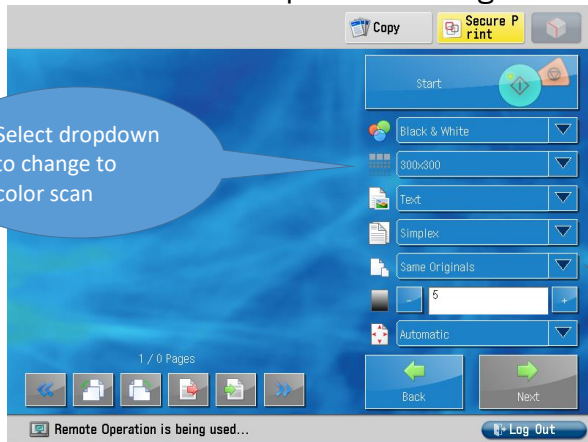 Copy
Secure P
rint
Start
Select dropdown
to change to
color scan
Black & White
300x300
Text
Simplex
Same Originals
- 5 +
Automatic
1 / 0 Pages
Back
Next
Remote Operation is being used...
Log Out